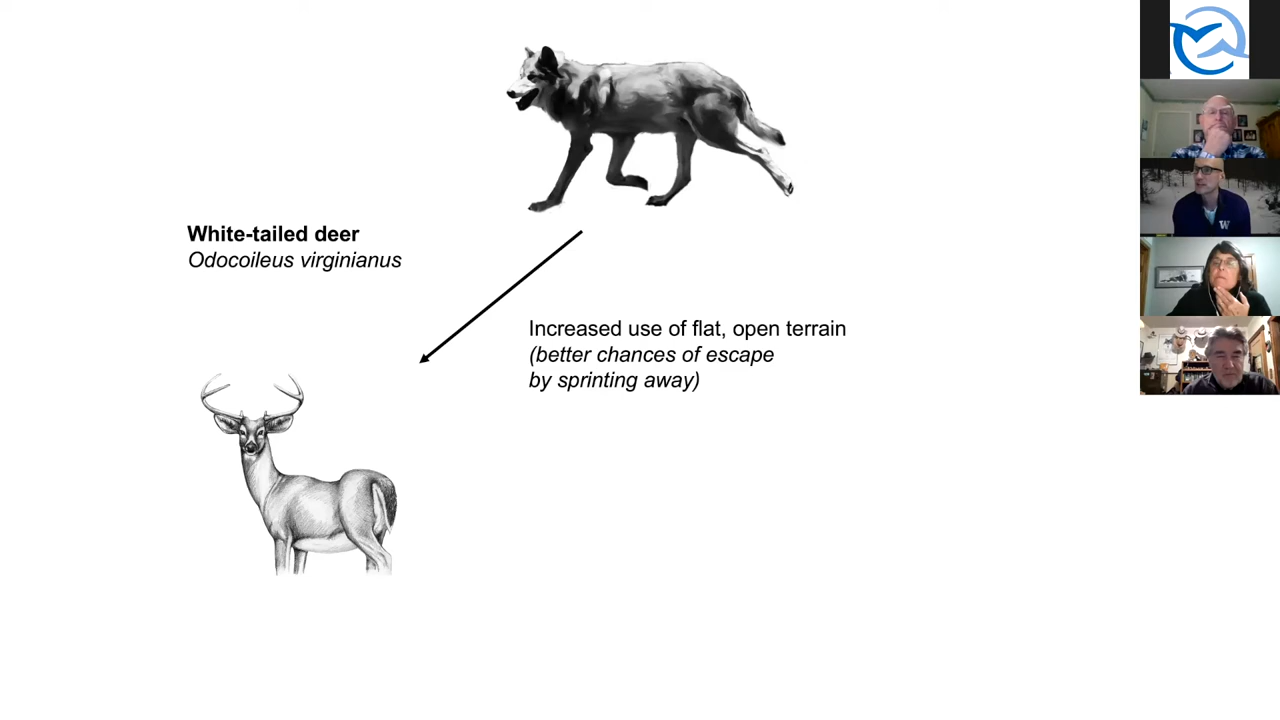 White-tailed deer
Odocoileus virginianus
Increased use of flat, open terrain
(better chances of escape
by sprinting away)
W